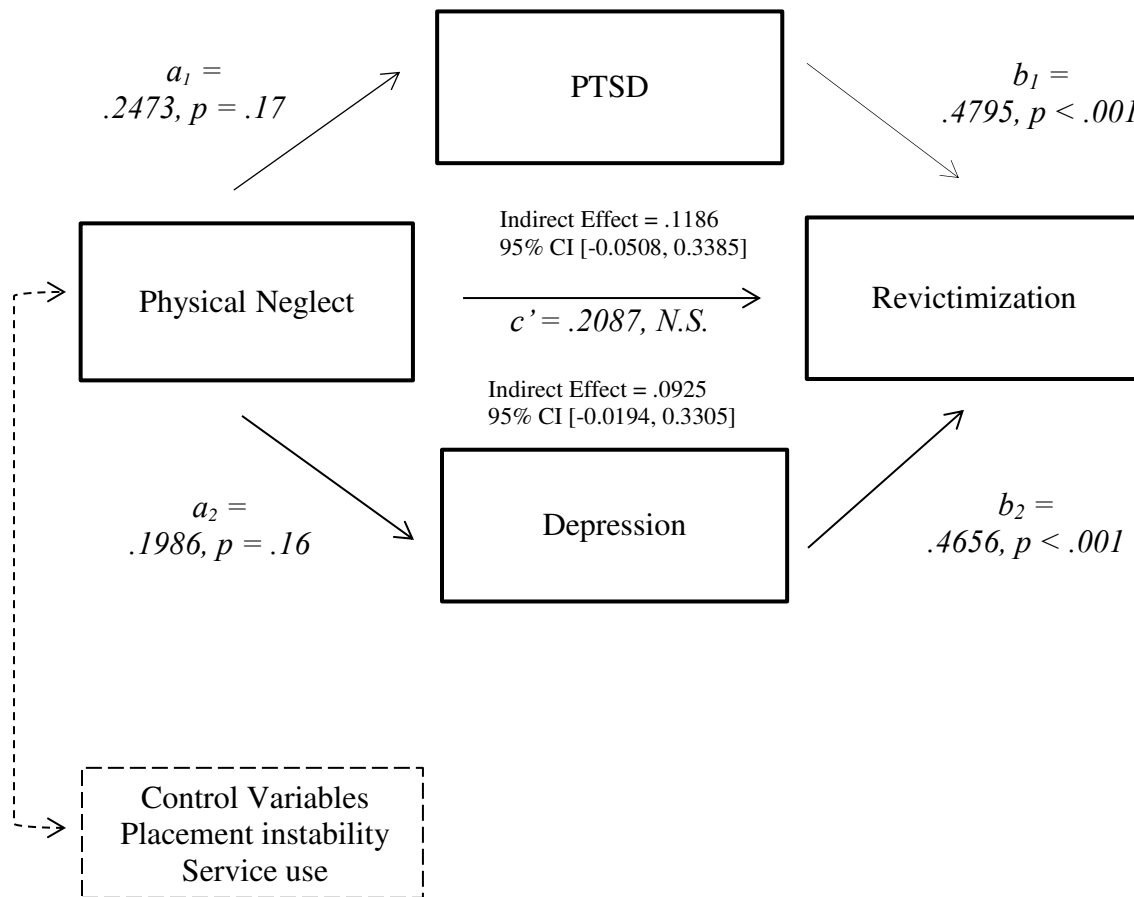 PTSD
a1 =
.2473, p = .17
b1 =
.4795, p < .001
Indirect Effect = .1186
95% CI [-0.0508, 0.3385]
Physical Neglect
c’ = .2087, N.S.
Revictimization
Indirect Effect = .0925
95% CI [-0.0194, 0.3305]
a2 =
.1986, p = .16
Depression
b2 =
.4656, p < .001
Control Variables
Placement instability
Service use